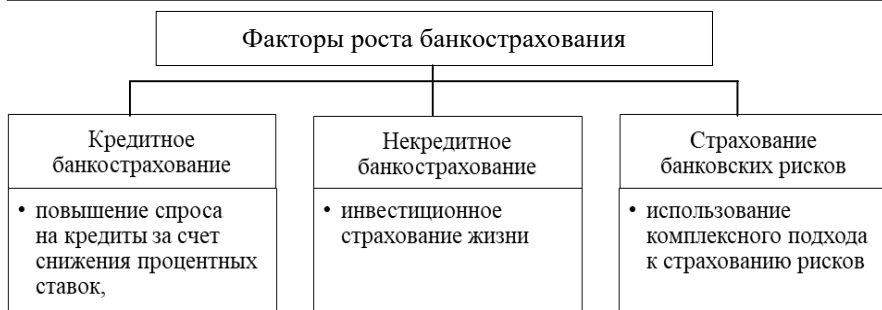 Факторы роста банкострахования
Кредитное
банкострахование
Некредитное
банкострахование
Страхование
банковских рисков
• повышение спроса
на кредиты за счет
снижения процентных
ставок,
• инвестиционное
страхование жизни
• использование
комплексного подхода
к страхованию рисков